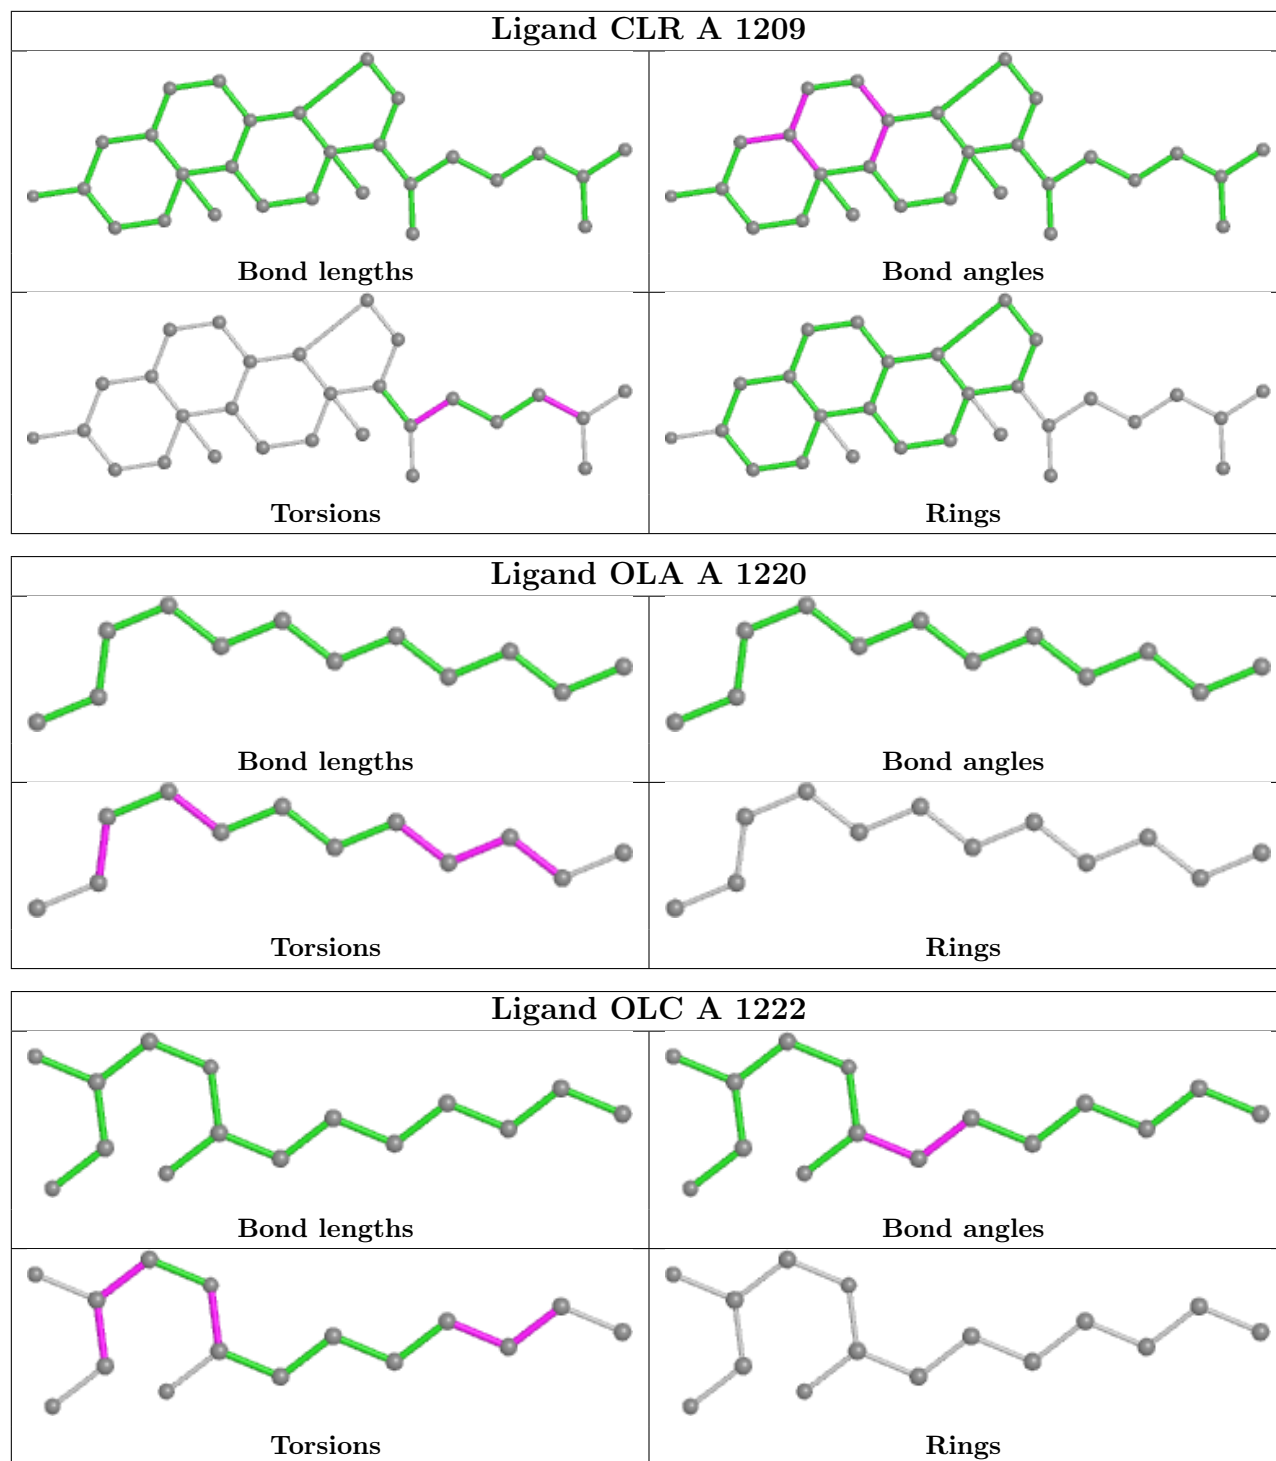 Ligand CLR A 1209
Bond lengths
Bond angles
Torsions
Rings
Ligand OLA A 1220
Bond lengths
Bond angles
Torsions
Rings
Ligand OLC A 1222
Bond lengths
Bond angles
Torsions
Rings